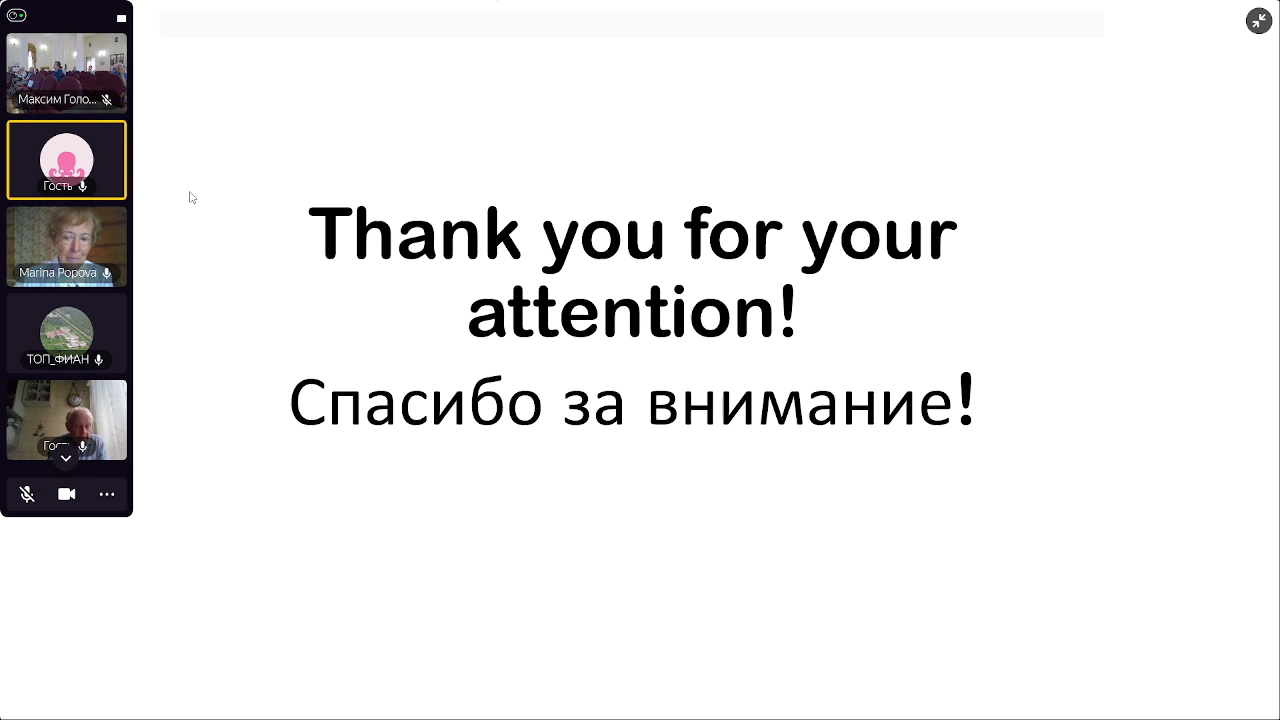 Максим Голо...
Гость
Marina Popova
ТОП_ФИАН
Thank you for your
attention!
Спасибо за внимание!